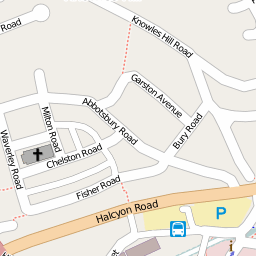 Knowles Hill Road
Garston Avenue
Abbotsbury Road
Milton Road
Bury Road
Waverley Road
Chelston Road
Fisher Road
Halcyon Road
P